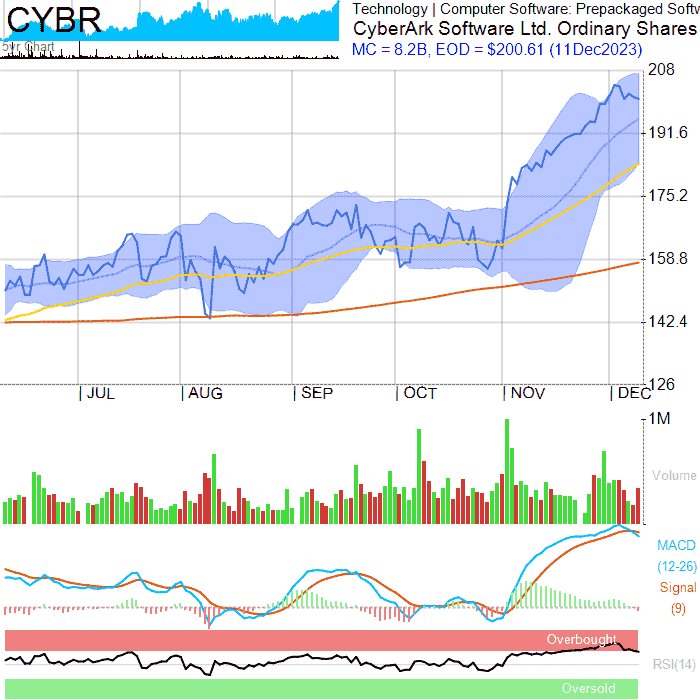 CYBR
5yr Chart
Technology | Computer Software: Prepackaged Softw
CyberArk Software Ltd. Ordinary Shares
MC = 8.2B, EOD = $200.61 (11Dec2023)
208
191.6
175.2
158.8
142.4
126
JUL AUG SEP OCT NOV DEC
1M
Volume
MACD
(12-26)
Signal
(9)
Overbought
RSI(14)
Oversold